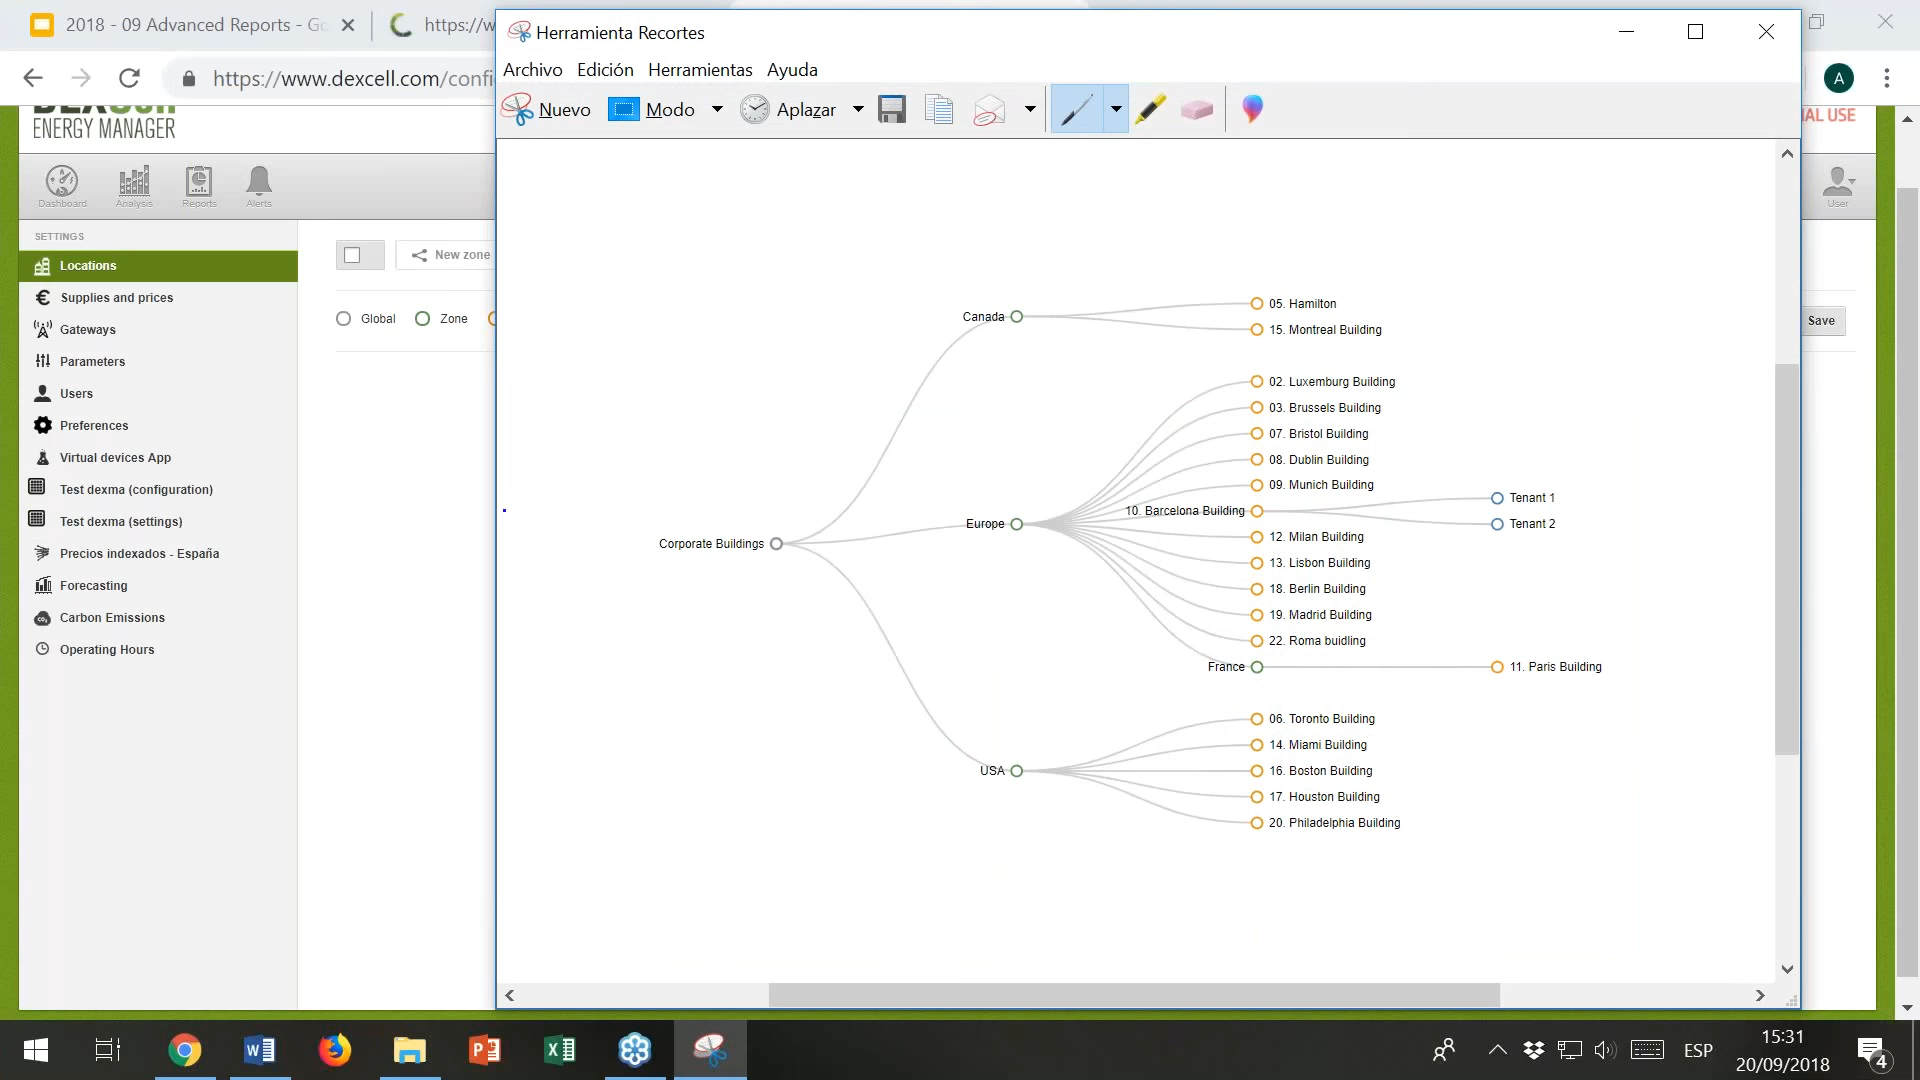 2018 - 09 Advanced Reports - Go
https://w
Herramienta Recortes
https://www.dexcell.com/confi
A
Archivo Edición Herramientas Ayuda
Nuevo Modo Aplazar
ENERGY MANAGER
IAL USE
Dashboard Analysis Reports Alerts
User
SETTINGS
Locations
Supplies and prices
Gateways
Parameters
Users
Preferences
Virtual devices App
Test dexma (configuration)
Test dexma (settings)
Precios indexados - España
Forecasting
Carbon Emissions
Operating Hours
New zone
Global Zone
Save
Corporate Buildings
Canada
05. Hamilton
15. Montreal Building
Europe
02. Luxemburg Building
03. Brussels Building
07. Bristol Building
08. Dublin Building
09. Munich Building
10. Barcelona Building
Tenant 1
Tenant 2
12. Milan Building
13. Lisbon Building
18. Berlin Building
19. Madrid Building
22. Roma buidling
France
11. Paris Building
USA
06. Toronto Building
14. Miami Building
16. Boston Building
17. Houston Building
20. Philadelphia Building
ESP
15:31
20/09/2018
4